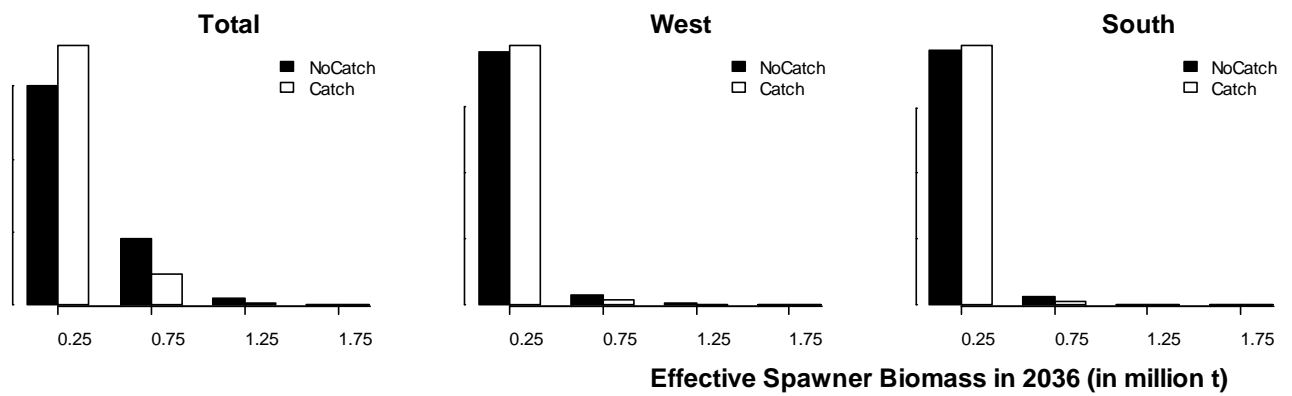 Total
NoCatch
Catch
0.25 0.75 1.25 1.75
West
NoCatch
Catch
0.25 0.75 1.25 1.75
South
NoCatch
Catch
0.25 0.75 1.25 1.75
Effective Spawner Biomass in 2036 (in million t)